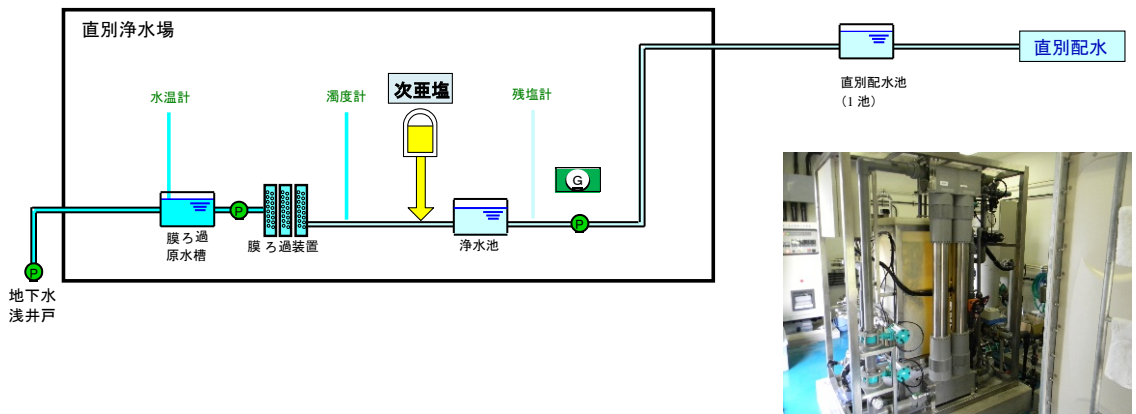 直別浄水場
水温計
濁度計
次亜塩
残塩計
G
P
P
P
膜ろ過
原水槽
膜ろ過装置
浄水池
地下水
浅井戸
直別配水池
（1 池）
直別配水